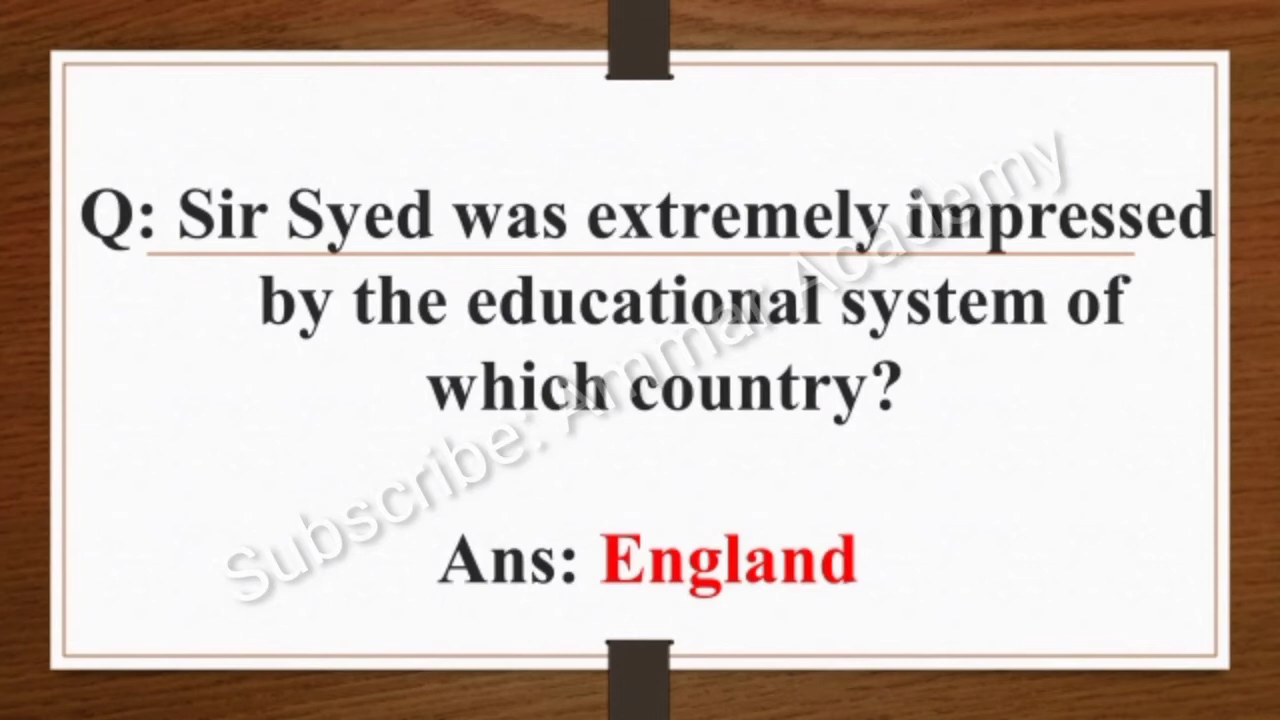 Q: Sir Syed was extremely impressed
by the educational system of
which country?
Ans: England
Subscribe: Ammar Academy